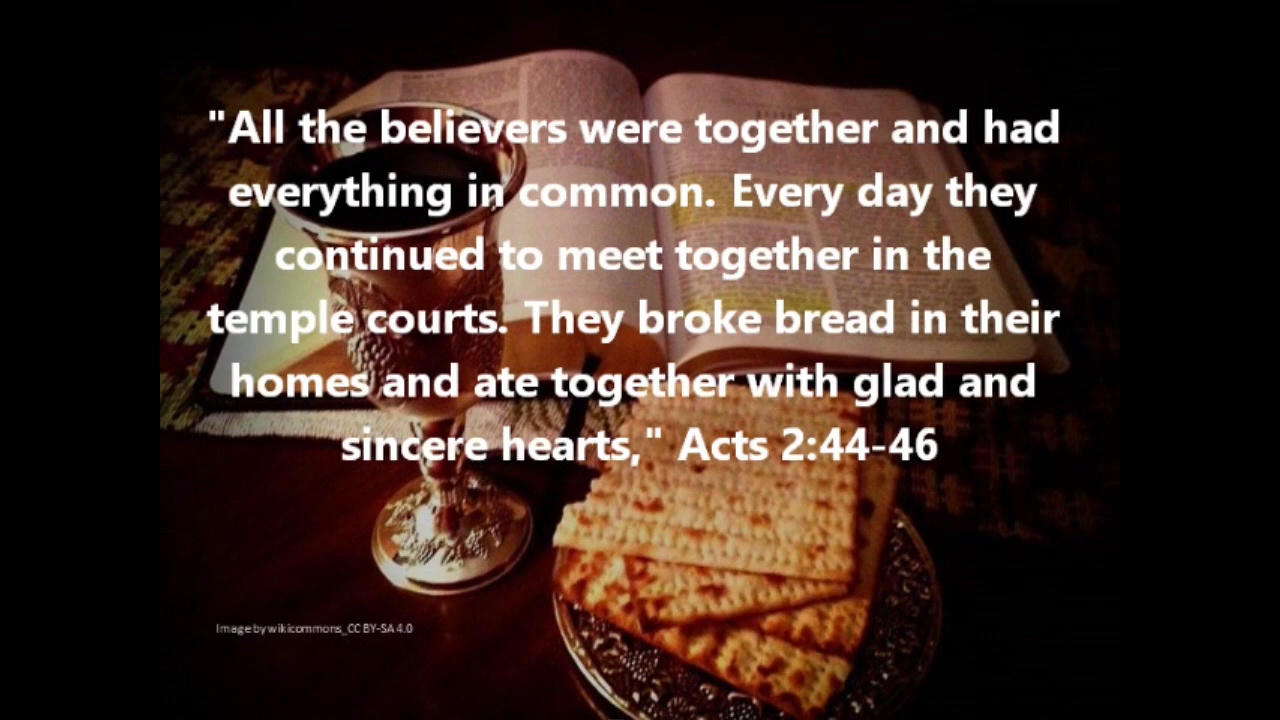 "All the believers were together and had
everything in common. Every day they
continued to meet together in the
temple courts. They broke bread in their
homes and ate together with glad and
sincere hearts," Acts 2:44-46
Image by wikicommons_CC BY-SA 4.0